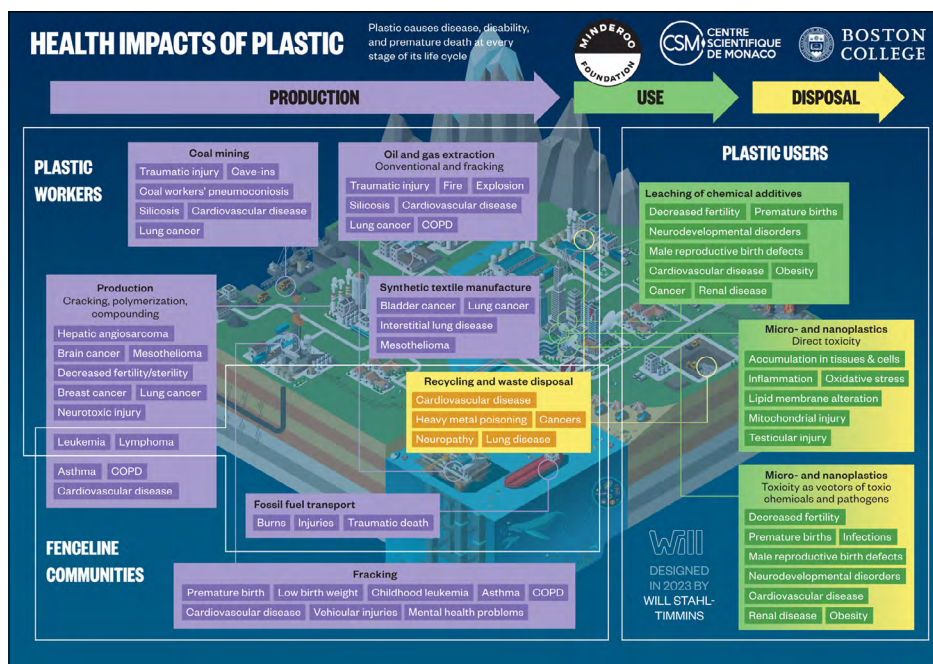 HEALTH IMPACTS OF PLASTIC
Plastic causes disease, disability,
and premature death at every
stage of its life cycle
MINDEROO
FOUNDATION
CSM
CENTRE
SCIENTIFIQUE
DE MONACO
BOSTON
COLLEGE
PRODUCTION
USE
DISPOSAL
PLASTIC
WORKERS
Coal mining
Traumatic injury Cave-ins
Coal workers' pneumoconiosis
Silicosis Cardiovascular disease
Lung cancer
Oil and gas extraction
Conventional and fracking
Traumatic injury Fire Explosion
Silicosis Cardiovascular disease
Lung cancer COPD
Production
Cracking, polymerization,
compounding
Hepatic angiosarcoma
Brain cancer Mesothelioma
Decreased fertility/sterility
Breast cancer Lung cancer
Neurotoxic injury
Leukemia Lymphoma
Asthma COPD
Cardiovascular disease
Synthetic textile manufacture
Bladder cancer Lung cancer
Interstitial lung disease
Mesothelioma
Recycling and waste disposal
Cardiovascular disease
Heavy metal poisoning Cancers
Neuropathy Lung disease
Fossil fuel transport
Burns Injuries Traumatic death
FENCELINE
COMMUNITIES
Fracking
Premature birth Low birth weight Childhood leukemia Asthma COPD
Cardiovascular disease Vehicular injuries Mental health problems
PLASTIC USERS
Leaching of chemical additives
Decreased fertility Premature births
Neurodevelopmental disorders
Male reproductive birth defects
Cardiovascular disease Obesity
Cancer Renal disease
Micro- and nanoplastics
Direct toxicity
Accumulation in tissues & cells
Inflammation Oxidative stress
Lipid membrane alteration
Mitochondrial injury
Testicular injury
Micro- and nanoplastics
Toxicity as vectors of toxic
chemicals and pathogens
Decreased fertility
Premature births Infections
Male reproductive birth defects
Neurodevelopmental disorders
Cardiovascular disease
Renal disease Obesity
Will
DESIGNED
IN 2023 BY
WILL STAHL-
TIMMINS